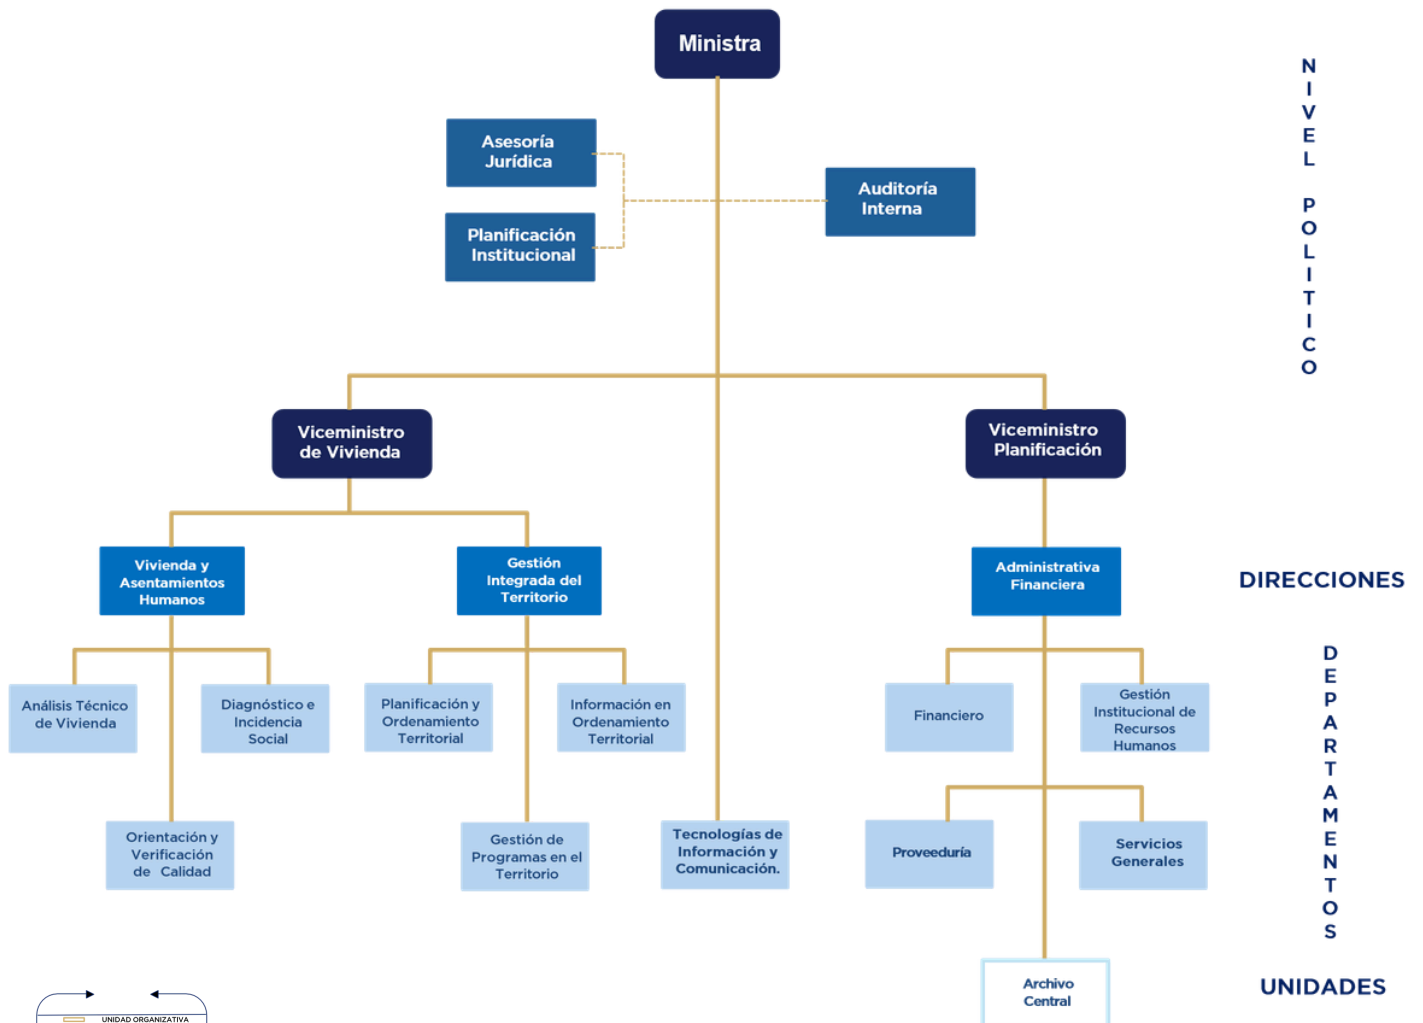 Ministra
NIVEL POLITICO
Asesoría
Jurídica
Auditoría
Interna
Planificación
Institucional
Viceministro
de Vivienda
Viceministro
Planificación
Vivienda y
Asentamientos
Humanos
Gestión
Integrada del
Territorio
Administrativa
Financiera
DIRECCIONES
DEPARTAMENTOS
Análisis Técnico
de Vivienda
Diagnóstico e
Incidencia
Social
Planificación y
Ordenamiento
Territorial
Información en
Ordenamiento
Territorial
Financiero
Gestión
Institucional de
Recursos
Humanos
Orientación y
Verificación
de Calidad
Gestión de
Programas en el
Territorio
Tecnologías de
Información y
Comunicación.
Proveeduría
Servicios
Generales
Archivo
Central
UNIDADES
UNIDAD ORGANIZATIVA